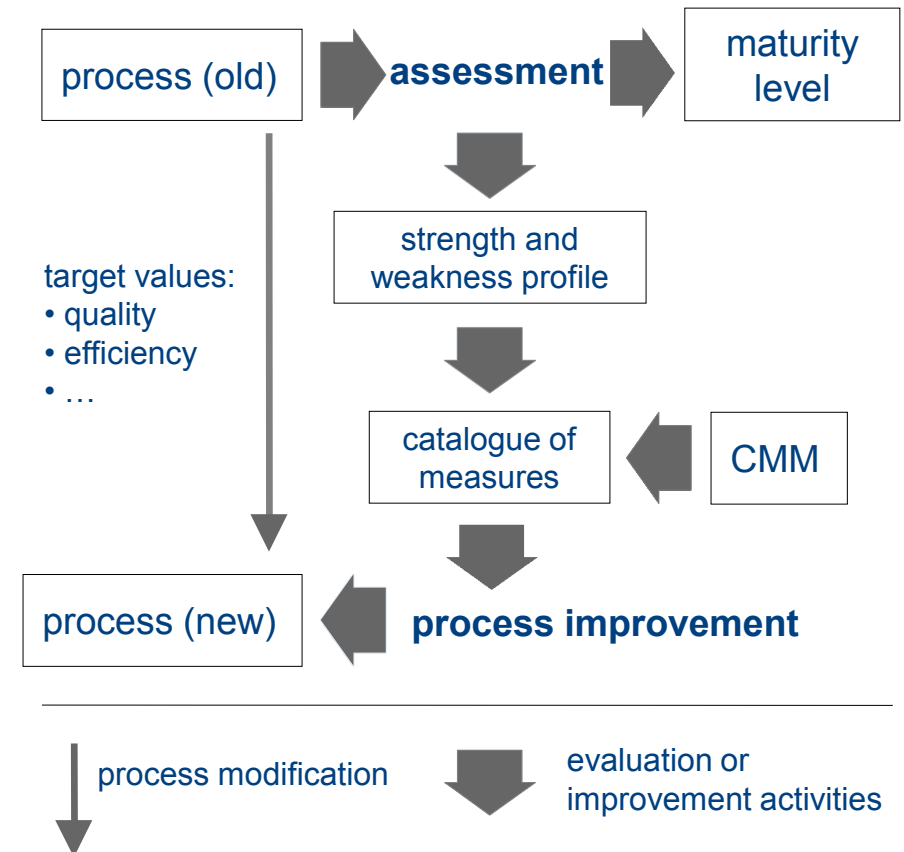 process (old)
assessment
maturity
level
strength and
weakness profile
target values:
• quality
• efficiency
• …
catalogue of
measures
CMM
process (new)
process improvement
process modification
evaluation or
improvement activities